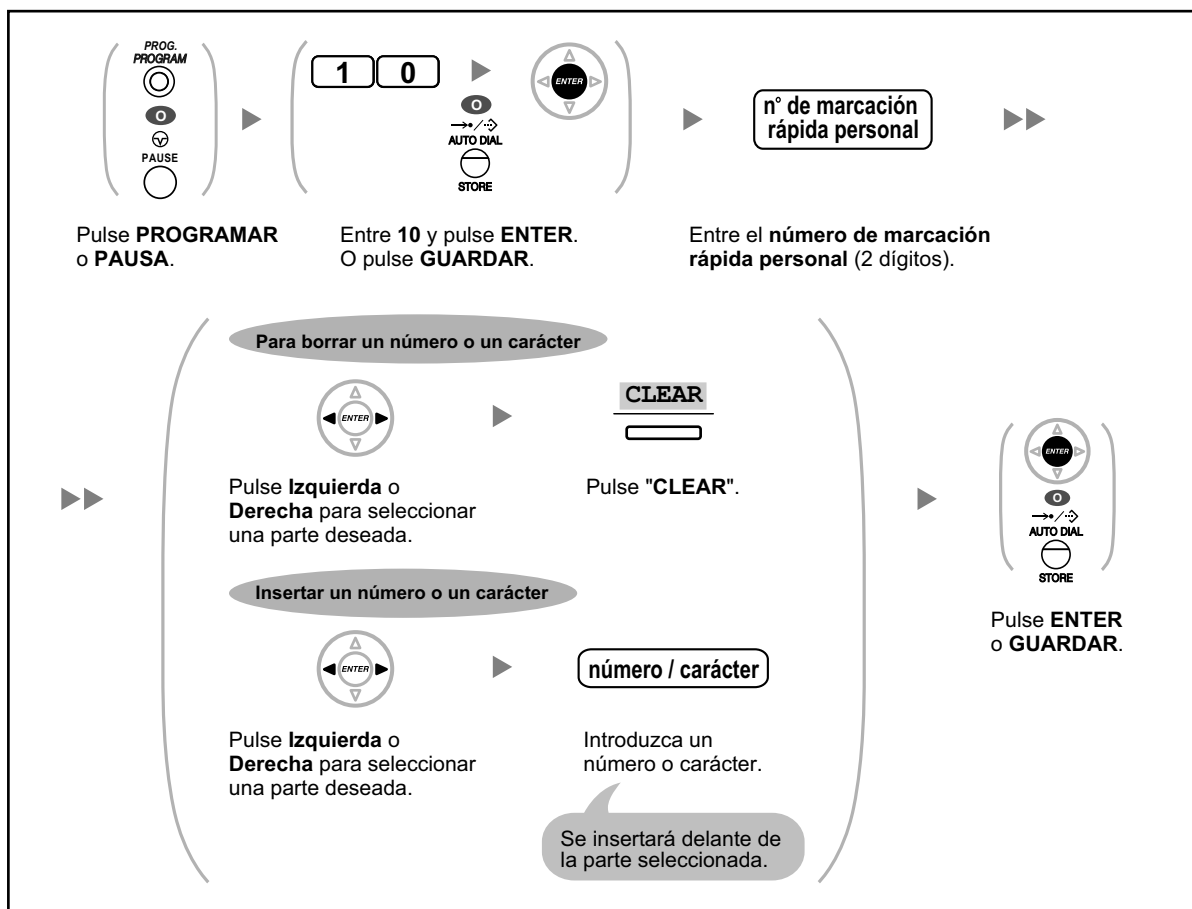 PROG.
PROGRAM
O
PAUSE
1 0
ENTER
O
AUTO DIAL
STORE
n° de marcación
rápida personal
Pulse PROGRAMAR
o PAUSA.
Entre 10 y pulse ENTER.
O pulse GUARDAR.
Entre el número de marcación
rápida personal (2 dígitos).
Para borrar un número o un carácter
ENTER
CLEAR
Pulse Izquierda o
Derecha para seleccionar
una parte deseada.
Pulse "CLEAR".
Insertar un número o un carácter
ENTER
número / carácter
Pulse Izquierda o
Derecha para seleccionar
una parte deseada.
Introduzca un
número o carácter.
Se insertará delante de
la parte seleccionada.
ENTER
O
AUTO DIAL
STORE
Pulse ENTER
o GUARDAR.